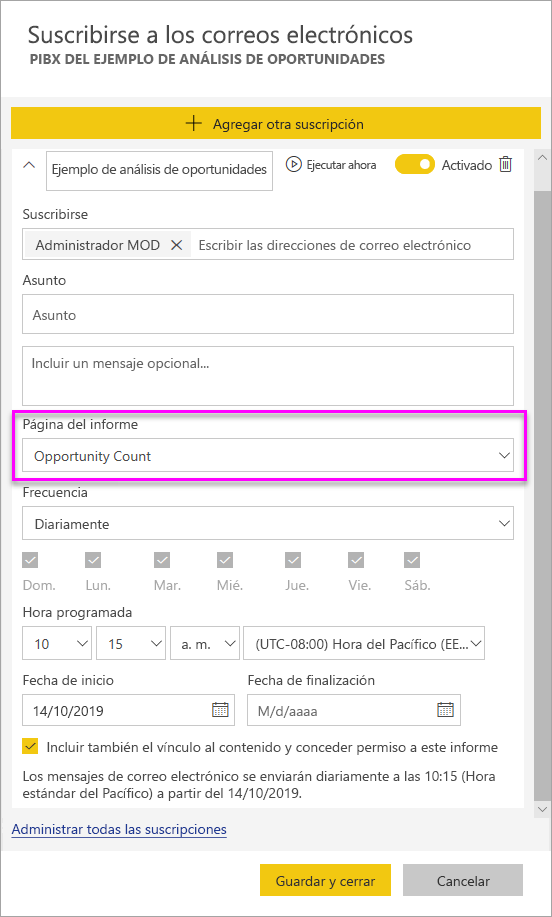 Suscribirse a los correos electrónicos
PIBX DEL EJEMPLO DE ANÁLISIS DE OPORTUNIDADES
Agregar otra suscripción
Ejemplo de análisis de oportunidades
Ejecutar ahora
Activado
Suscribirse
Administrador MOD
Escribir las direcciones de correo electrónico
Asunto
Asunto
Incluir un mensaje opcional...
Página del informe
Opportunity Count
Frecuencia
Diariamente
Dom. Lun. Mar. Mié. Jue. Vie. Sáb.
Hora programada
10 15 a. m. (UTC-08:00) Hora del Pacífico (EE...
Fecha de inicio Fecha de finalización
14/10/2019 M/d/aaaa
Incluir también el vínculo al contenido y conceder permiso a este informe
Los mensajes de correo electrónico se enviarán diariamente a las 10:15 (Hora
estándar del Pacífico) a partir del 14/10/2019.
Administrar todas las suscripciones
Guardar y cerrar Cancelar